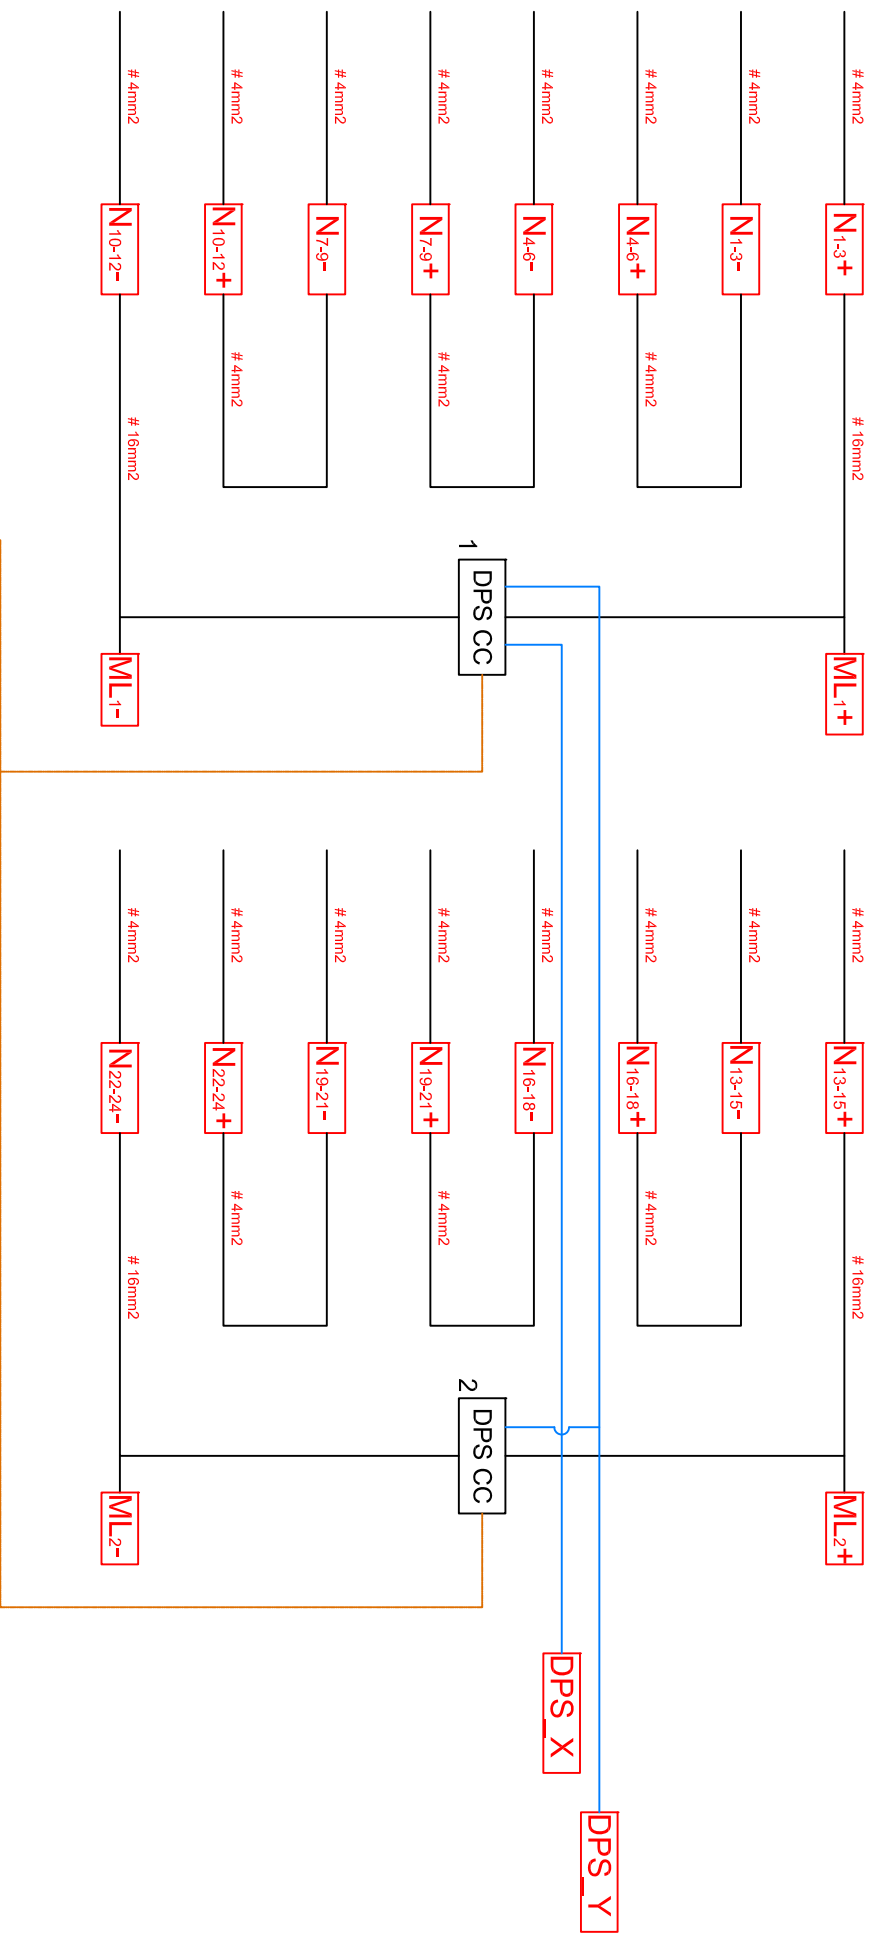 # 4mm2
# 16mm2
# 4mm2
# 16mm2
N1-3+
ML1+
N13-15+
ML2+
# 4mm2
# 4mm2
N1-3-
N13-15-
# 4mm2
# 4mm2
# 4mm2
# 4mm2
N4-6+
N16-18+
DPS_Y
# 4mm2
# 4mm2
DPS_X
N4-6-
N16-18-
1
DPS CC
2
DPS CC
# 4mm2
# 4mm2
# 4mm2
# 4mm2
N7-9+
N19-21+
# 4mm2
# 4mm2
N7-9-
N19-21-
# 4mm2
# 4mm2
# 4mm2
# 4mm2
N10-12+
N22-24+
# 4mm2
# 16mm2
# 4mm2
# 16mm2
N10-12-
ML1-
N22-24-
ML2-